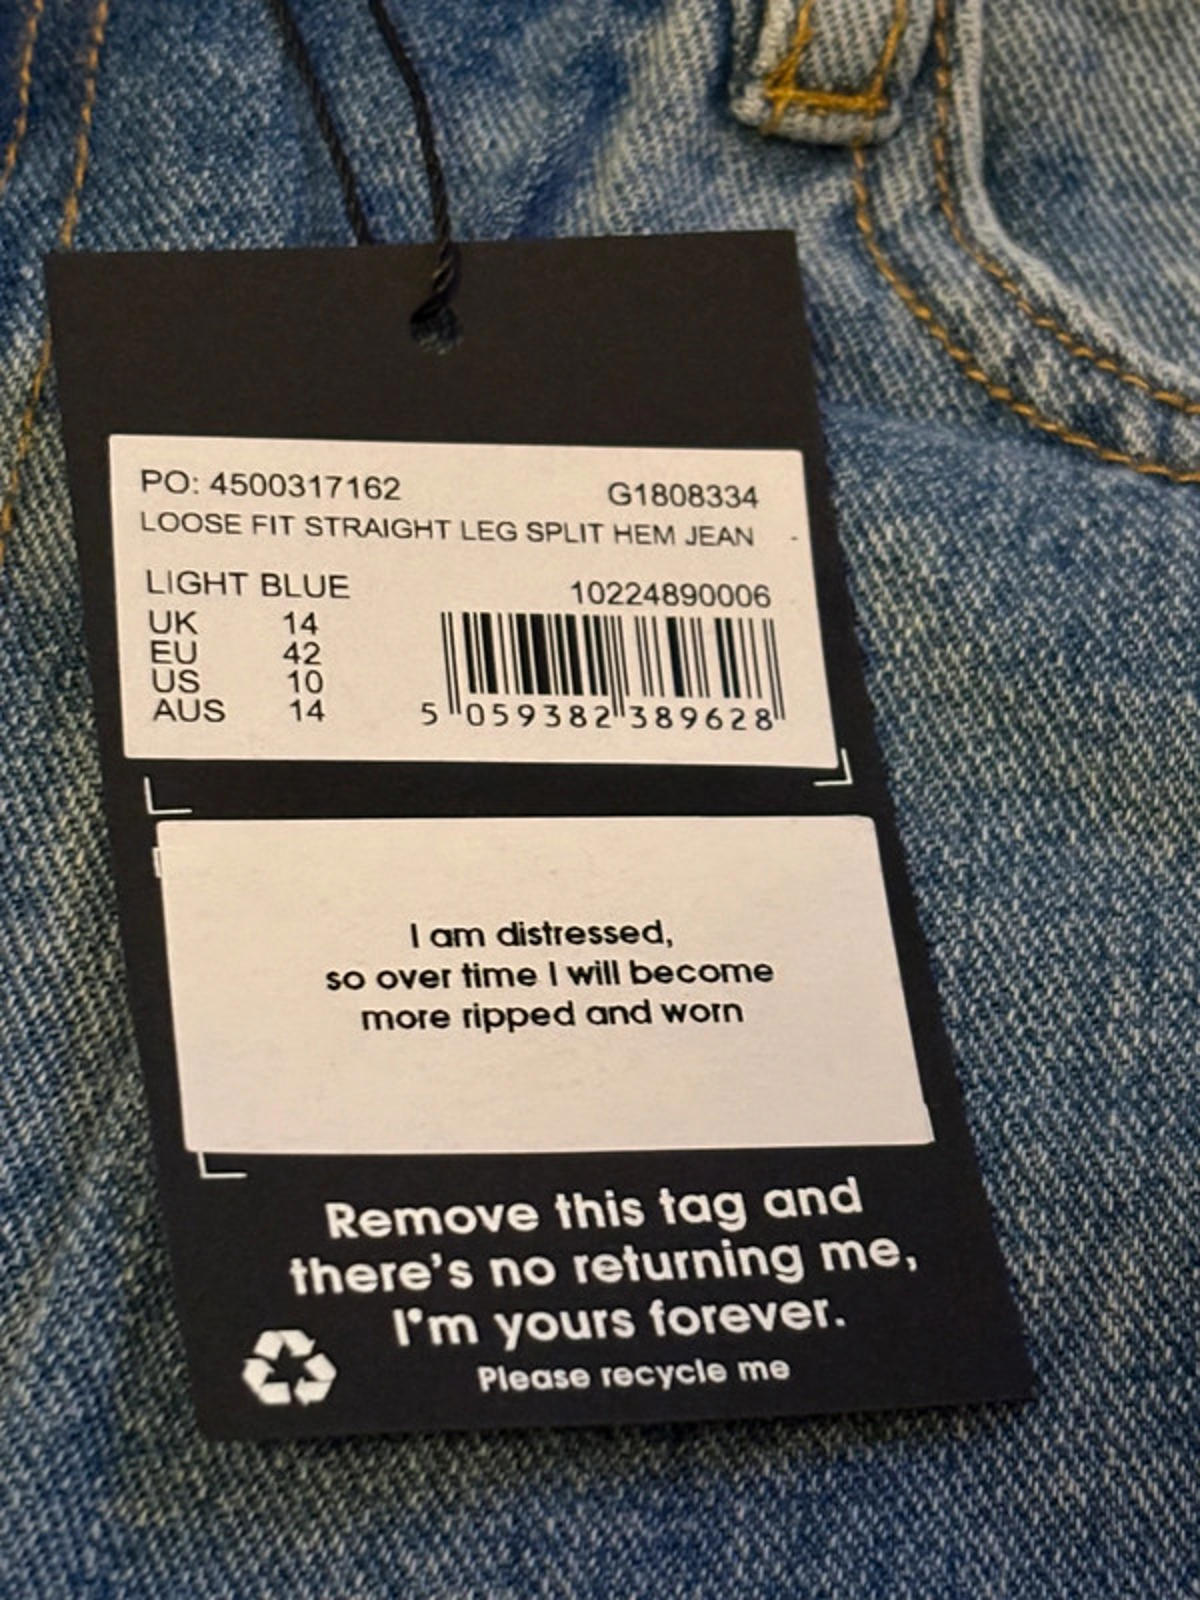 PO: 4500317162 G1808334
LOOSE FIT STRAIGHT LEG SPLIT HEM JEAN -
LIGHT BLUE 10224890006
UK 14
EU 42
US 10
AUS 14
5 059382 389628
I am distressed,
so over time I will become
more ripped and worn
Remove this tag and
there's no returning me,
I'm yours forever.
Please recycle me